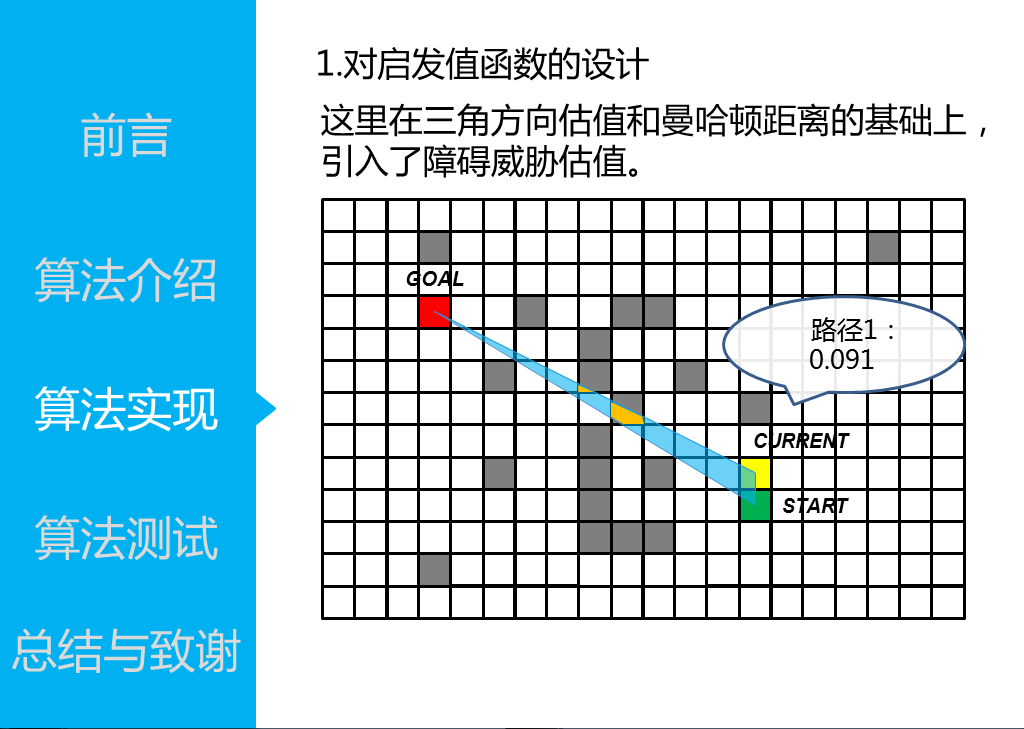 前言
算法介绍
算法实现
算法测试
总结与致谢
1.对启发值函数的设计
这里在三角方向估值和曼哈顿距离的基础上，
引入了障碍威胁估值。
GOAL
路径1：
0.091
CURRENT
START